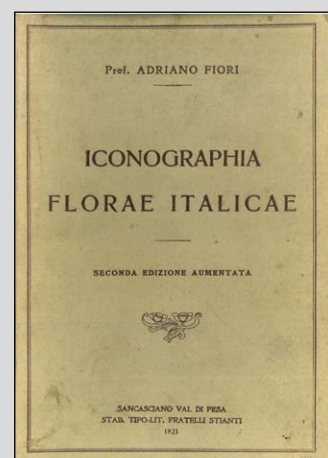 Prof. ADRIANO FIORI
ICONOGRAPHIA
FLORAE ITALICAE
SECONDA EDIZIONE AUMENTATA
SANCASCIANO VAL DI PESA
STAB. TIPO-LIT. FRATELLI STIANTI
1921